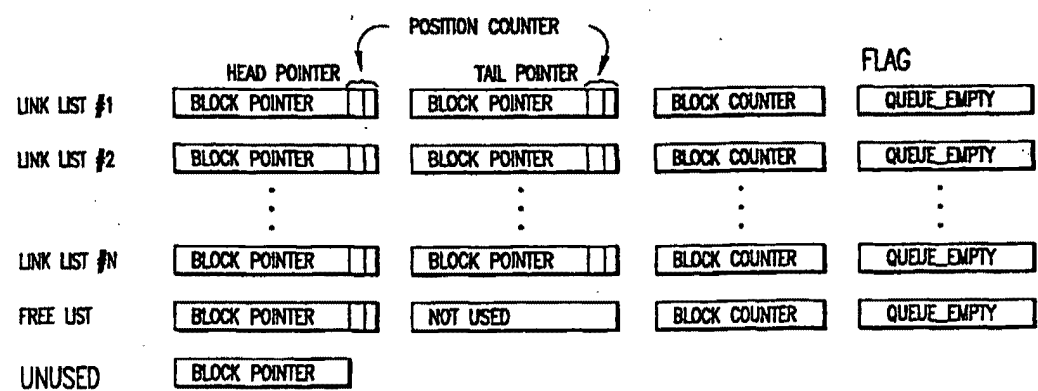 POSITION COUNTER
HEAD POINTER TAIL POINTER FLAG
LINK LIST #1 BLOCK POINTER BLOCK POINTER BLOCK COUNTER QUEUE_EMPTY
LINK LIST #2 BLOCK POINTER BLOCK POINTER BLOCK COUNTER QUEUE_EMPTY
LINK LIST #N BLOCK POINTER BLOCK POINTER BLOCK COUNTER QUEUE_EMPTY
FREE LIST BLOCK POINTER NOT USED BLOCK COUNTER QUEUE_EMPTY
UNUSED BLOCK POINTER